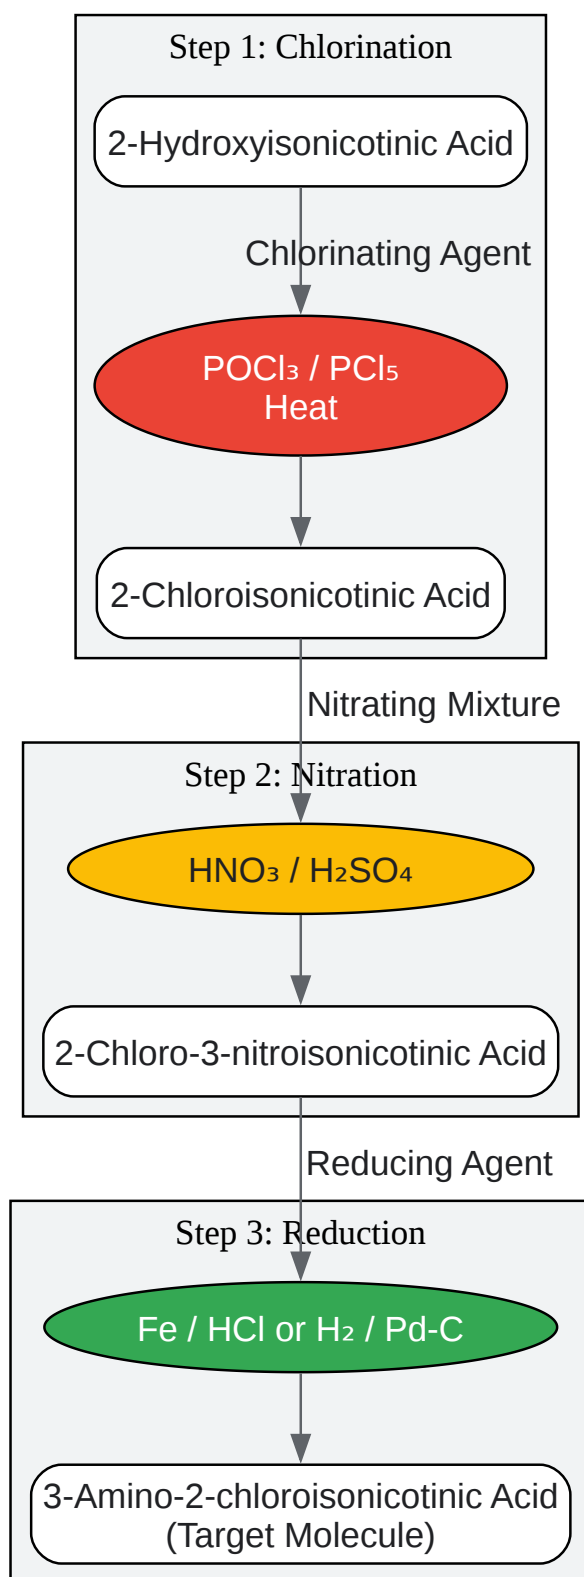 Step 1: Chlorination
2-Hydroxyisonicotinic Acid
Chlorinating Agent
POCl₃ / PCl₅
Heat
2-Chloroisonicotinic Acid
Nitrating Mixture
Step 2: Nitration
HNO₃ / H₂SO₄
2-Chloro-3-nitroisonicotinic Acid
Reducing Agent
Step 3: Reduction
Fe / HCl or H₂ / Pd-C
3-Amino-2-chloroisonicotinic Acid
(Target Molecule)